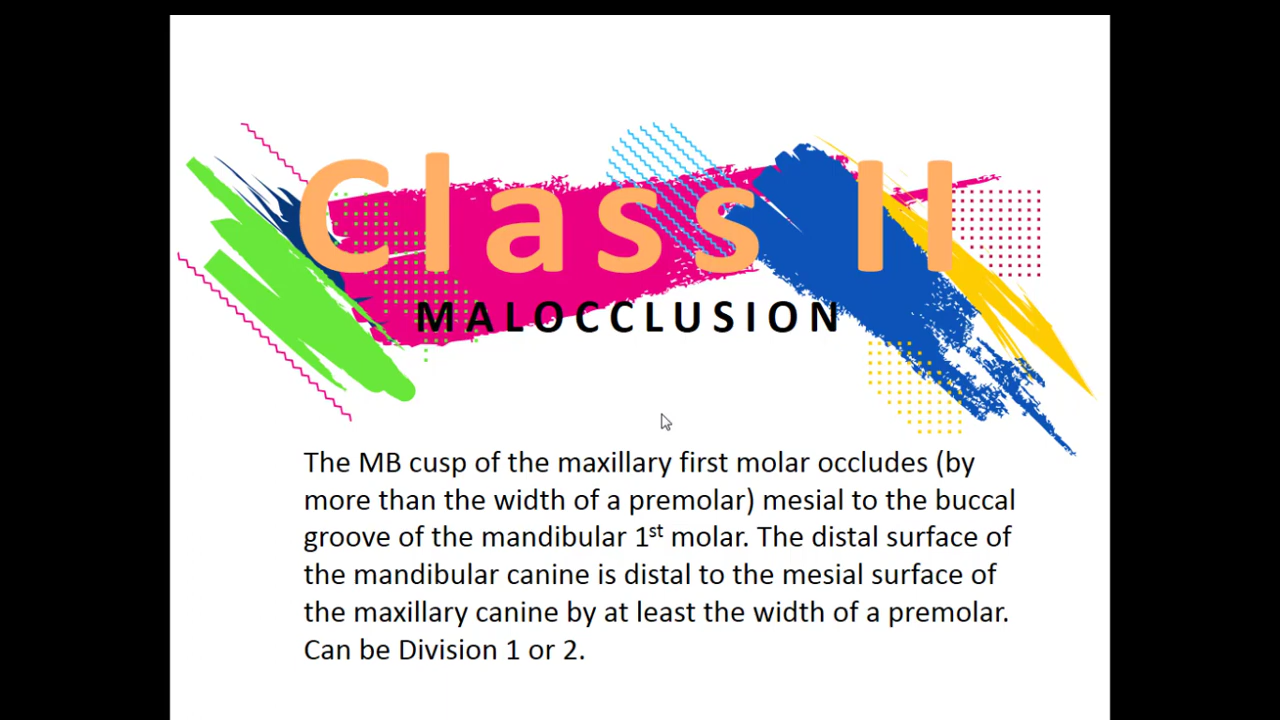 Class II
MALOCCLUSION
The MB cusp of the maxillary first molar occludes (by
more than the width of a premolar) mesial to the buccal
groove of the mandibular 1st molar. The distal surface of
the mandibular canine is distal to the mesial surface of
the maxillary canine by at least the width of a premolar.
Can be Division 1 or 2.